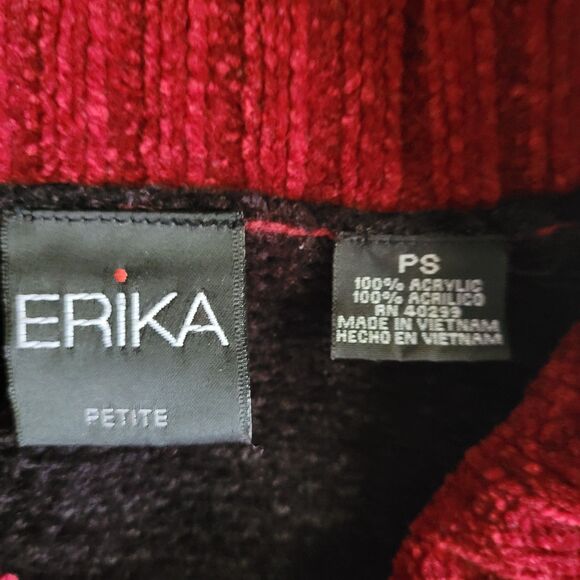 ERiKA
PETITE
PS
100% ACRYLIC
100% ACRILICO
RN 40299
MADE IN VIETNAM
HECHO EN VIETNAM